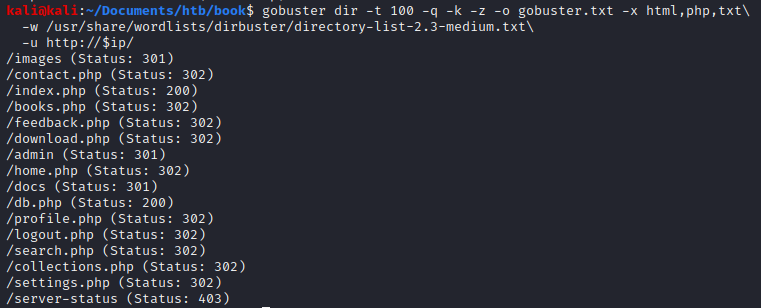 kali@kali:~/Documents/htb/book$ gobuster dir -t 100 -q -k -z -o gobuster.txt -x html,php,txt\
-w /usr/share/wordlists/dirbuster/directory-list-2.3-medium.txt\
-u http://$ip/
/images (Status: 301)
/contact.php (Status: 302)
/index.php (Status: 200)
/books.php (Status: 302)
/feedback.php (Status: 302)
/download.php (Status: 302)
/admin (Status: 301)
/home.php (Status: 302)
/docs (Status: 301)
/db.php (Status: 200)
/profile.php (Status: 302)
/logout.php (Status: 302)
/search.php (Status: 302)
/collections.php (Status: 302)
/settings.php (Status: 302)
/server-status (Status: 403)